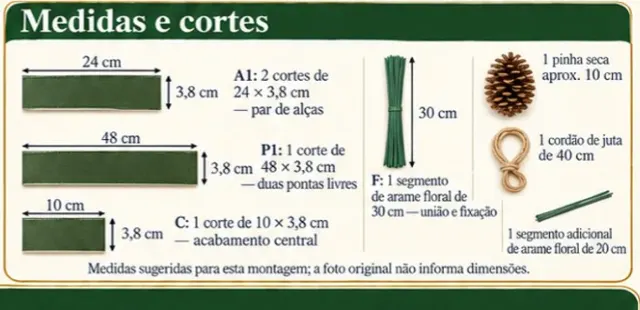 Medidas e cortes
24 cm
3,8 cm
A1: 2 cortes de
24 × 3,8 cm
— par de alças
48 cm
3,8 cm
P1: 1 corte de
48 × 3,8 cm
— duas pontas livres
10 cm
3,8 cm
C: 1 corte de 10 × 3,8 cm
— acabamento central
30 cm
F: 1 segmento
de arame floral de
30 cm — união e fixação
1 pinha seca
aprox. 10 cm
1 cordão de juta
de 40 cm
1 segmento adicional
de arame floral de 20 cm
Medidas sugeridas para esta montagem; a foto original não informa dimensões.